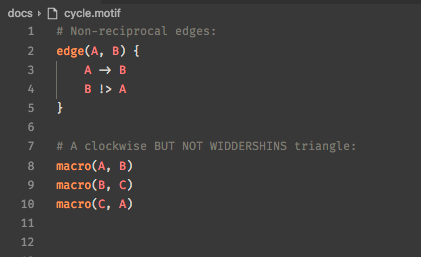 docs > cycle.motif
1 # Non-reciprocal edges:
2 edge(A, B) {
3 A -> B
4 B !> A
5 }
6
7 # A clockwise BUT NOT WIDDERSHINS triangle:
8 macro(A, B)
9 macro(B, C)
10 macro(C, A)
11
12